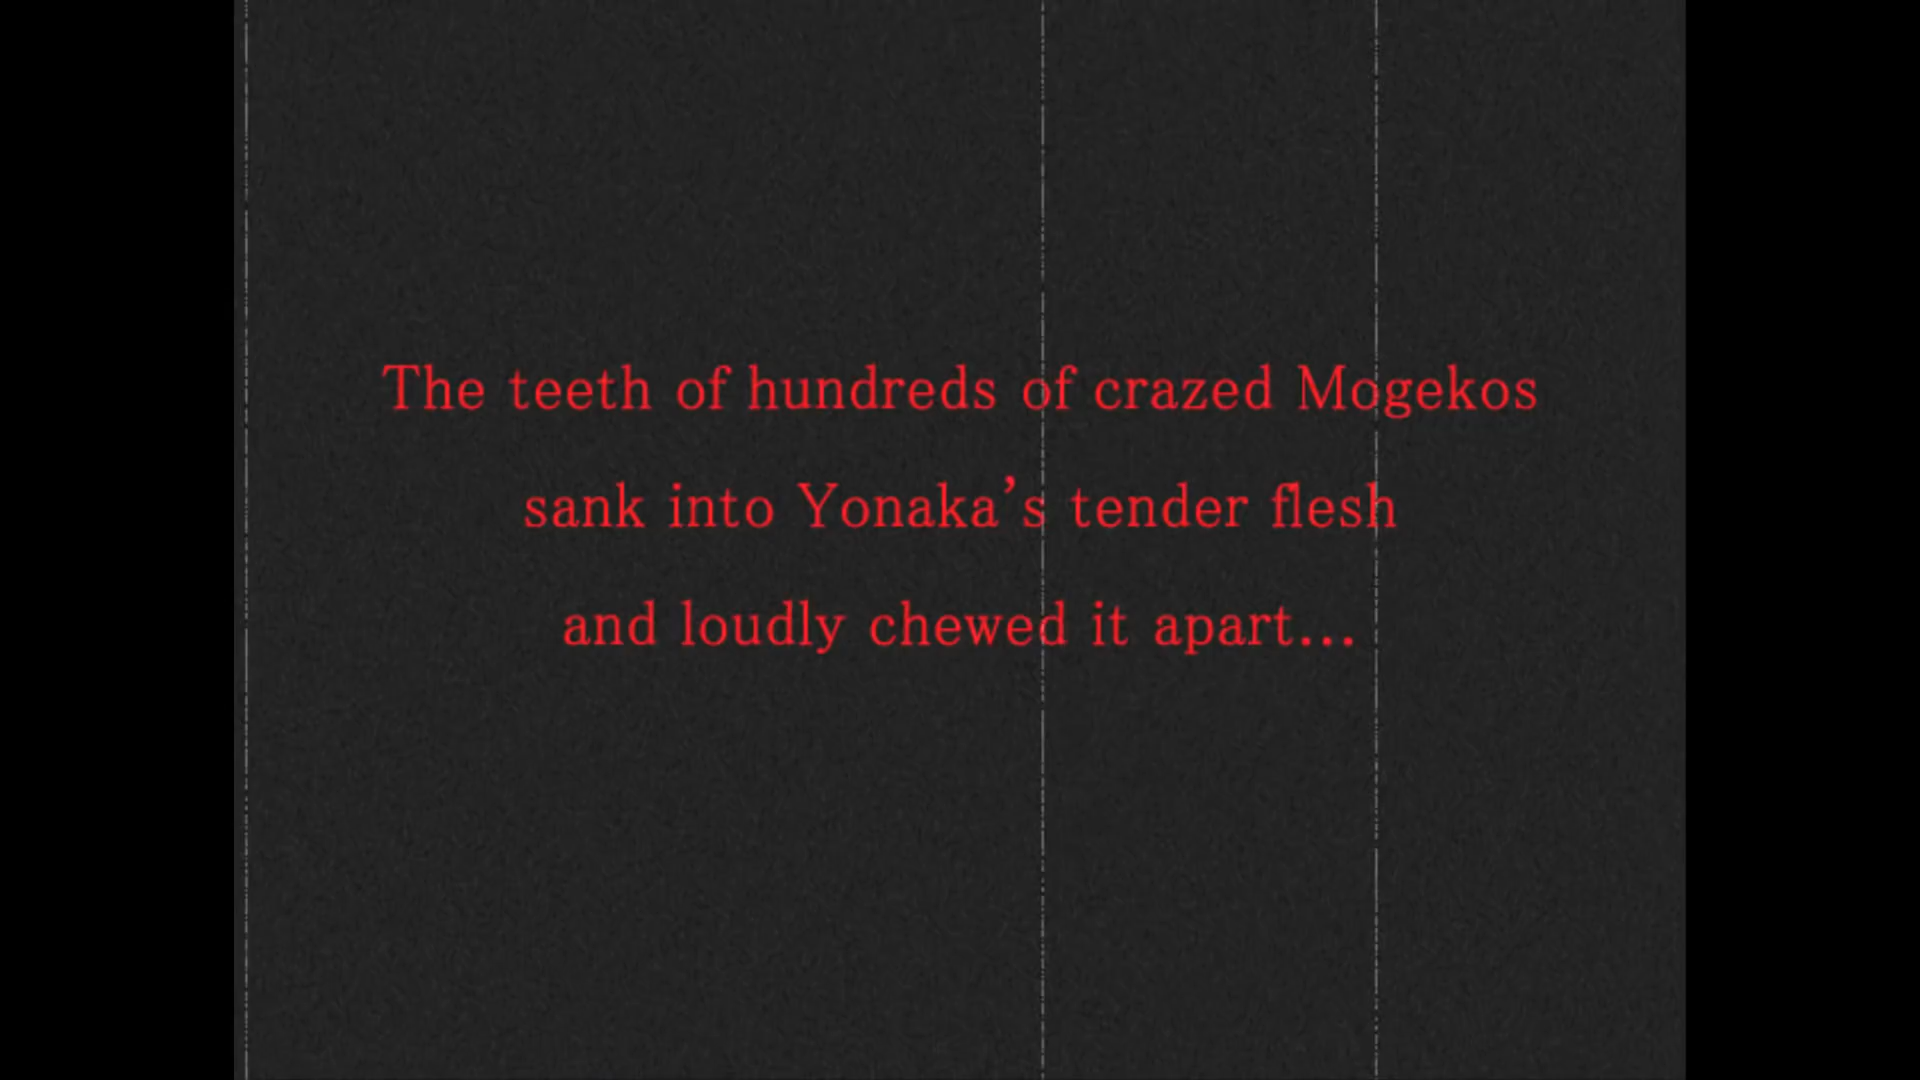 The teeth of hundreds of crazed Mogekos
sank into Yonaka’s tender flesh
and loudly chewed it apart...